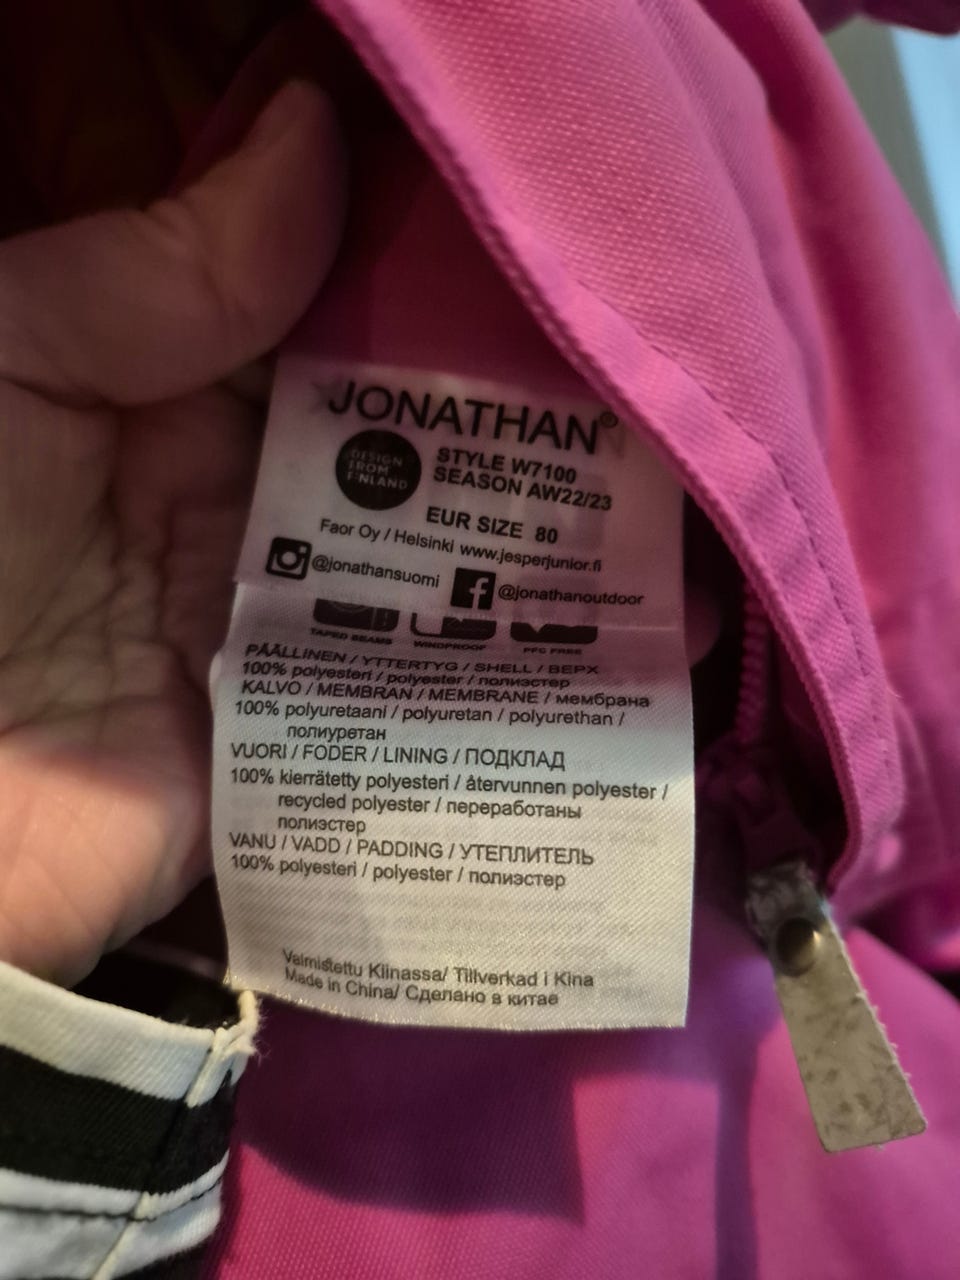 JONATHAN®
DESIGN
FROM
FINLAND
STYLE W7100
SEASON AW22/23
EUR SIZE 80
Faor Oy / Helsinki www.jesperjunior.fi
@jonathansuomi
@jonathanoutdoor
TAPED SEAMS WINDPROOF PFC FREE
PÄÄLLINEN / YTTERTYG / SHELL / ВЕРХ
100% polyesteri / polyester / полиэстер
KALVO / MEMBRAN / MEMBRANE / мембрана
100% polyuretaani / polyuretan / polyurethan /
полиуретан
VUORI / FODER / LINING / ПОДКЛАД
100% kierrätetty polyesteri / återvunnen polyester /
recycled polyester / переработаны
полиэстер
VANU / VADD / PADDING / УТЕПЛИТЕЛЬ
100% polyesteri / polyester / полиэстер
Valmistettu Kiinassa/ Tillverkad i Kina
Made in China/ Сделано в китае